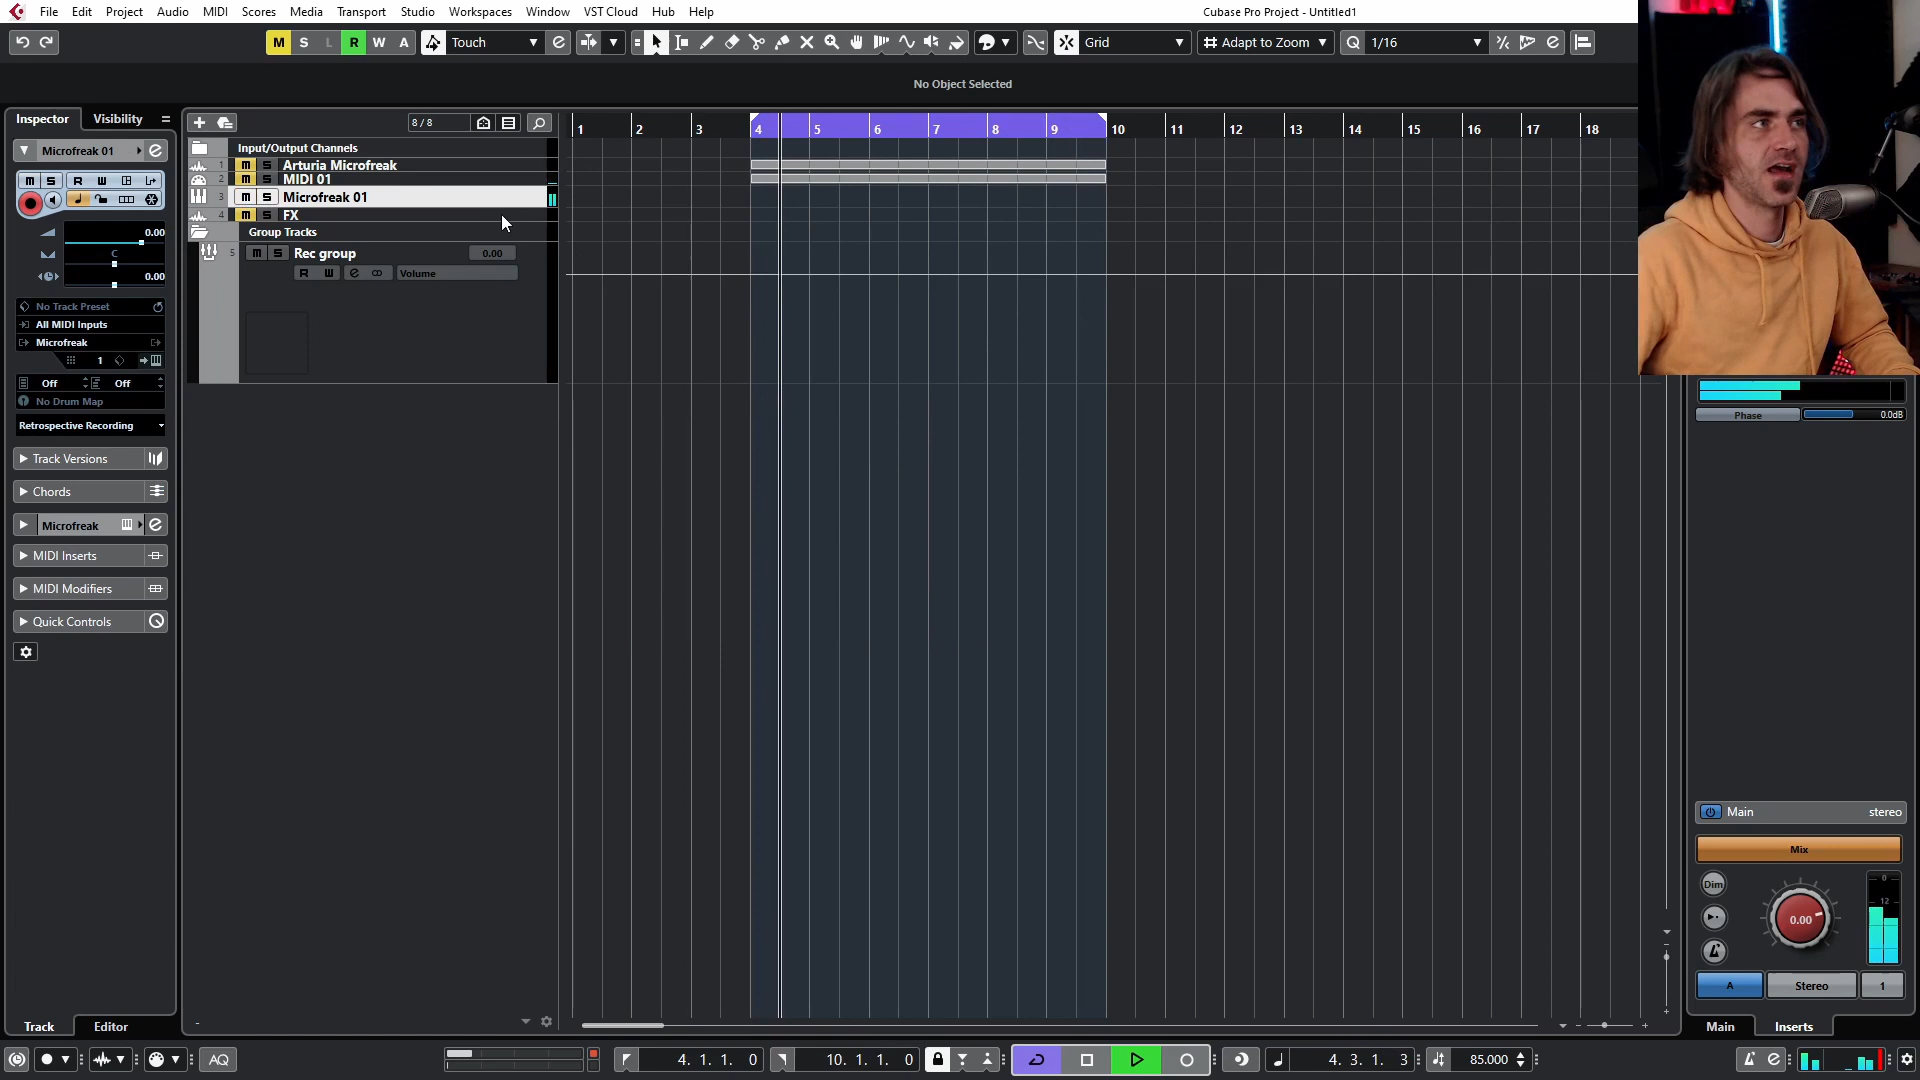 File Edit Project Audio MIDI Scores Media Transport Studio Workspaces Window VST Cloud Hub Help
Cubase Pro Project - Untitled1
M S L R W A Touch
Grid
Adapt to Zoom
Q 1/16
No Object Selected
Inspector Visibility
Microfreak 01
m S R W
0.00
C
0.00
No Track Preset
All MIDI Inputs
Microfreak
1
Off Off
No Drum Map
Retrospective Recording
Track Versions
Chords
Microfreak
MIDI Inserts
MIDI Modifiers
Quick Controls
Track Editor
8 / 8
Input/Output Channels
1 m S Arturia Microfreak
2 m S MIDI 01
3 m S Microfreak 01
4 m S FX
Group Tracks
5 m S Rec group 0.00
R W Volume
1 2 3 4 5 6 7 8 9 10 11 12 13 14 15 16 17 18
Phase 0.0dB
Main stereo
Mix
Dim
0.00
0
12
A Stereo 1
Main Inserts
AQ
4. 1. 1. 0
10. 1. 1. 0
4. 3. 1. 3
85.000